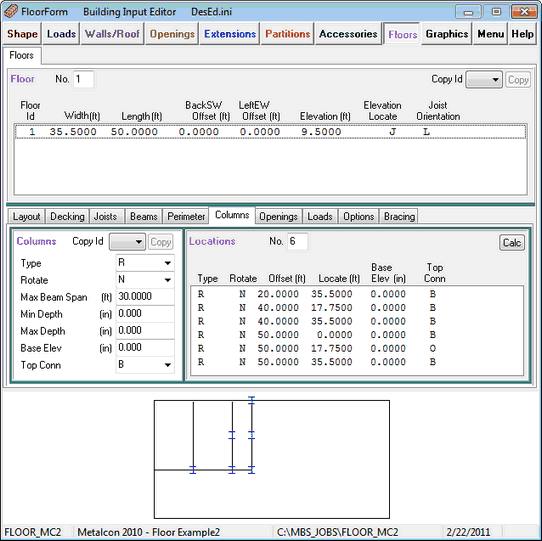 FloorForm Building Input Editor DesEd.ini
Shape Loads Walls/Roof Openings Extensions Partitions Accessories Floors Graphics Menu Help
Floors
Floor No. 1 Copy Id Copy
Floor Id Width(ft) Length(ft) BackSW Offset (ft) LeftEW Offset (ft) Elevation (ft) Elevation Locate Joist Orientation
1 35.5000 50.0000 0.0000 0.0000 9.5000 J L
Layout Decking Joists Beams Perimeter Columns Openings Loads Options Bracing
Columns Copy Id Copy
Type R
Rotate N
Max Beam Span (ft) 30.0000
Min Depth (in) 0.000
Max Depth (in) 0.000
Base Elev (in) 0.000
Top Conn B
Locations No. 6 Calc
Type Rotate Offset (ft) Locate (ft) Base Elev (in) Top Conn
R N 20.0000 35.5000 0.0000 B
R N 40.0000 17.7500 0.0000 B
R N 40.0000 35.5000 0.0000 B
R N 50.0000 0.0000 0.0000 B
R N 50.0000 17.7500 0.0000 O
R N 50.0000 35.5000 0.0000 B
FLOOR_MC2 Metalcon 2010 - Floor Example2 C:\MBS_JOBS\FLOOR_MC2 2/22/2011